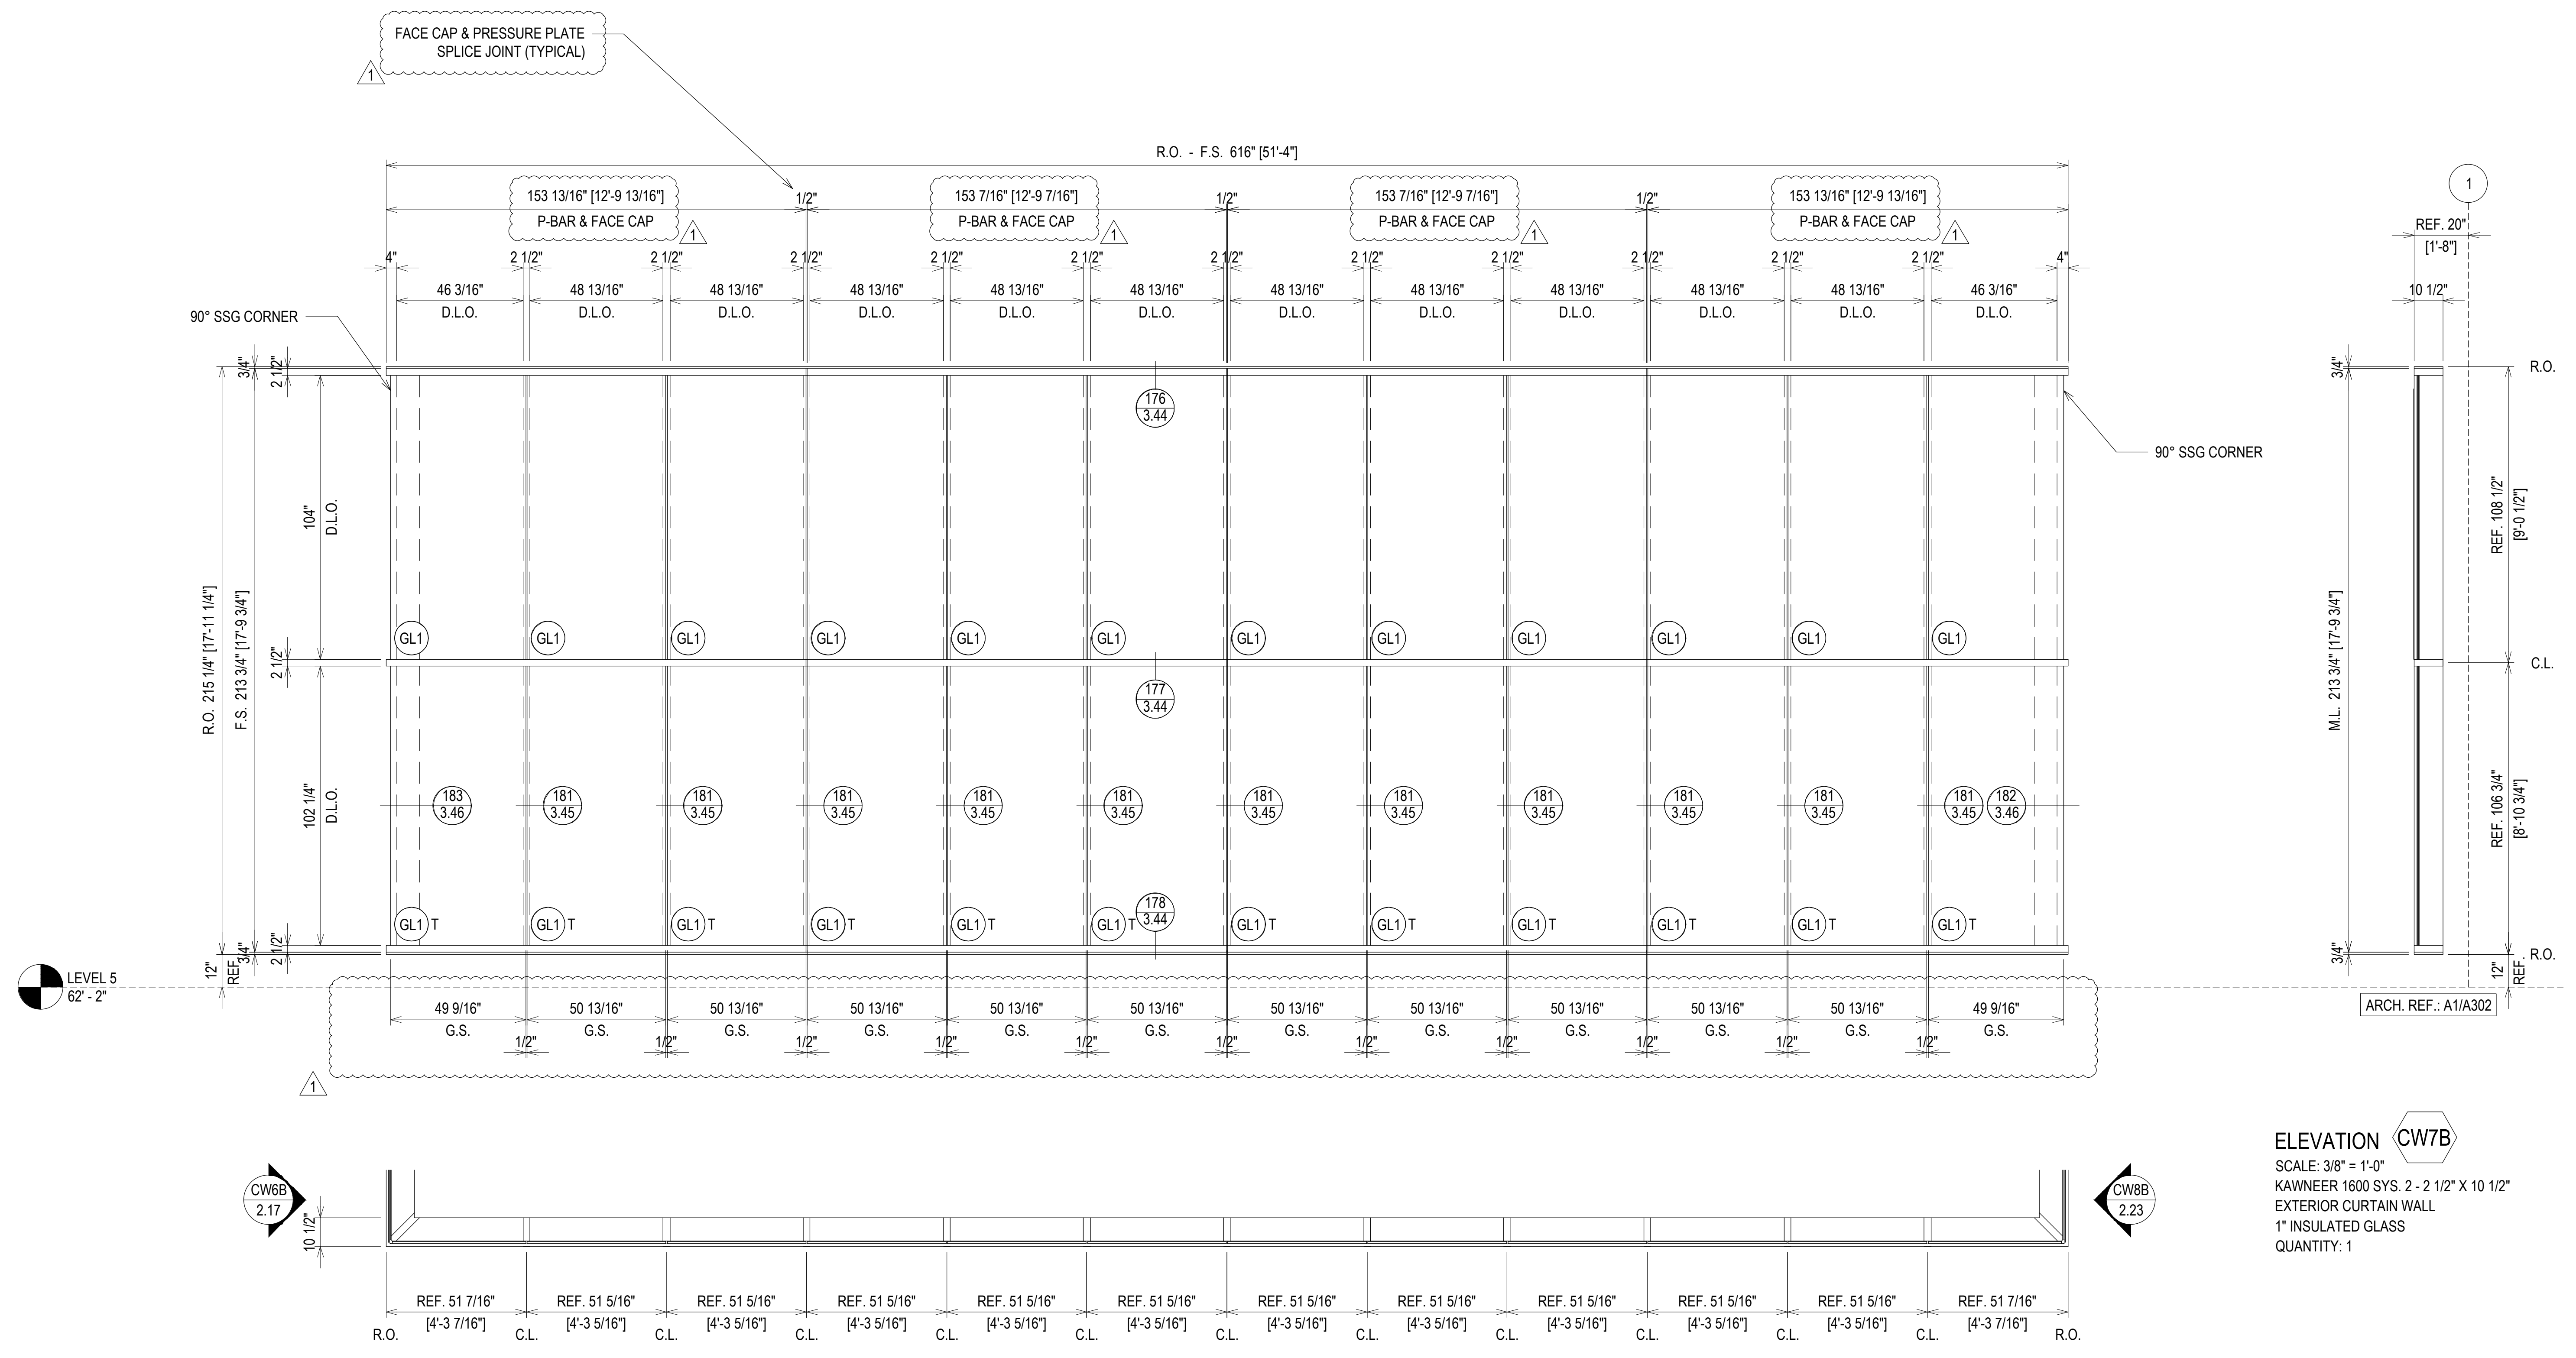 FACE CAP & PRESSURE PLATE
SPLICE JOINT (TYPICAL)
1
R.O. - F.S. 616" [51'-4"]
153 13/16" [12'-9 13/16"] 1/2" 153 7/16" [12'-9 7/16"] 1/2" 153 7/16" [12'-9 7/16"] 1/2" 153 13/16" [12'-9 13/16"]
P-BAR & FACE CAP P-BAR & FACE CAP P-BAR & FACE CAP P-BAR & FACE CAP
1 1 1 1
4" 2 1/2" 2 1/2" 2 1/2" 2 1/2" 2 1/2" 2 1/2" 2 1/2" 2 1/2" 2 1/2" 2 1/2" 2 1/2" 4"
46 3/16" 48 13/16" 48 13/16" 48 13/16" 48 13/16" 48 13/16" 48 13/16" 48 13/16" 48 13/16" 48 13/16" 48 13/16" 46 3/16"
D.L.O. D.L.O. D.L.O. D.L.O. D.L.O. D.L.O. D.L.O. D.L.O. D.L.O. D.L.O. D.L.O. D.L.O.
90° SSG CORNER
90° SSG CORNER
R.O. 215 1/4" [17'-11 1/4"]
F.S. 213 3/4" [17'-9 3/4"]
3/4"
2 1/2"
104"
D.L.O.
2 1/2"
102 1/4"
D.L.O.
2 1/2"
3/4"
12"
REF.
176
3.44
GL1 GL1 GL1 GL1 GL1 GL1 GL1 GL1 GL1 GL1 GL1 GL1
177
3.44
183 181 181 181 181 181 181 181 181 181 181 181 182
3.46 3.45 3.45 3.45 3.45 3.45 3.45 3.45 3.45 3.45 3.45 3.45 3.46
178
3.44
GL1 T GL1 T GL1 T GL1 T GL1 T GL1 T GL1 T GL1 T GL1 T GL1 T GL1 T GL1 T
LEVEL 5
62' - 2"
49 9/16" 50 13/16" 50 13/16" 50 13/16" 50 13/16" 50 13/16" 50 13/16" 50 13/16" 50 13/16" 50 13/16" 50 13/16" 49 9/16"
G.S. G.S. G.S. G.S. G.S. G.S. G.S. G.S. G.S. G.S. G.S. G.S.
1/2" 1/2" 1/2" 1/2" 1/2" 1/2" 1/2" 1/2" 1/2" 1/2" 1/2"
1
1
REF. 20"
[1'-8"]
10 1/2"
3/4"
M.L. 213 3/4" [17'-9 3/4"]
3/4"
REF. 108 1/2"
[9'-0 1/2"]
REF. 106 3/4"
[8'-10 3/4"]
12"
REF.
R.O.
C.L.
R.O.
ARCH. REF.: A1/A302
CW6B
2.17
10 1/2"
CW8B
2.23
REF. 51 7/16" REF. 51 5/16" REF. 51 5/16" REF. 51 5/16" REF. 51 5/16" REF. 51 5/16" REF. 51 5/16" REF. 51 5/16" REF. 51 5/16" REF. 51 5/16" REF. 51 5/16" REF. 51 7/16"
[4'-3 7/16"] [4'-3 5/16"] [4'-3 5/16"] [4'-3 5/16"] [4'-3 5/16"] [4'-3 5/16"] [4'-3 5/16"] [4'-3 5/16"] [4'-3 5/16"] [4'-3 5/16"] [4'-3 5/16"] [4'-3 7/16"]
R.O. C.L. C.L. C.L. C.L. C.L. C.L. C.L. C.L. C.L. C.L. C.L. R.O.
ELEVATION CW7B
SCALE: 3/8" = 1'-0"
KAWNEER 1600 SYS. 2 - 2 1/2" X 10 1/2"
EXTERIOR CURTAIN WALL
1" INSULATED GLASS
QUANTITY: 1